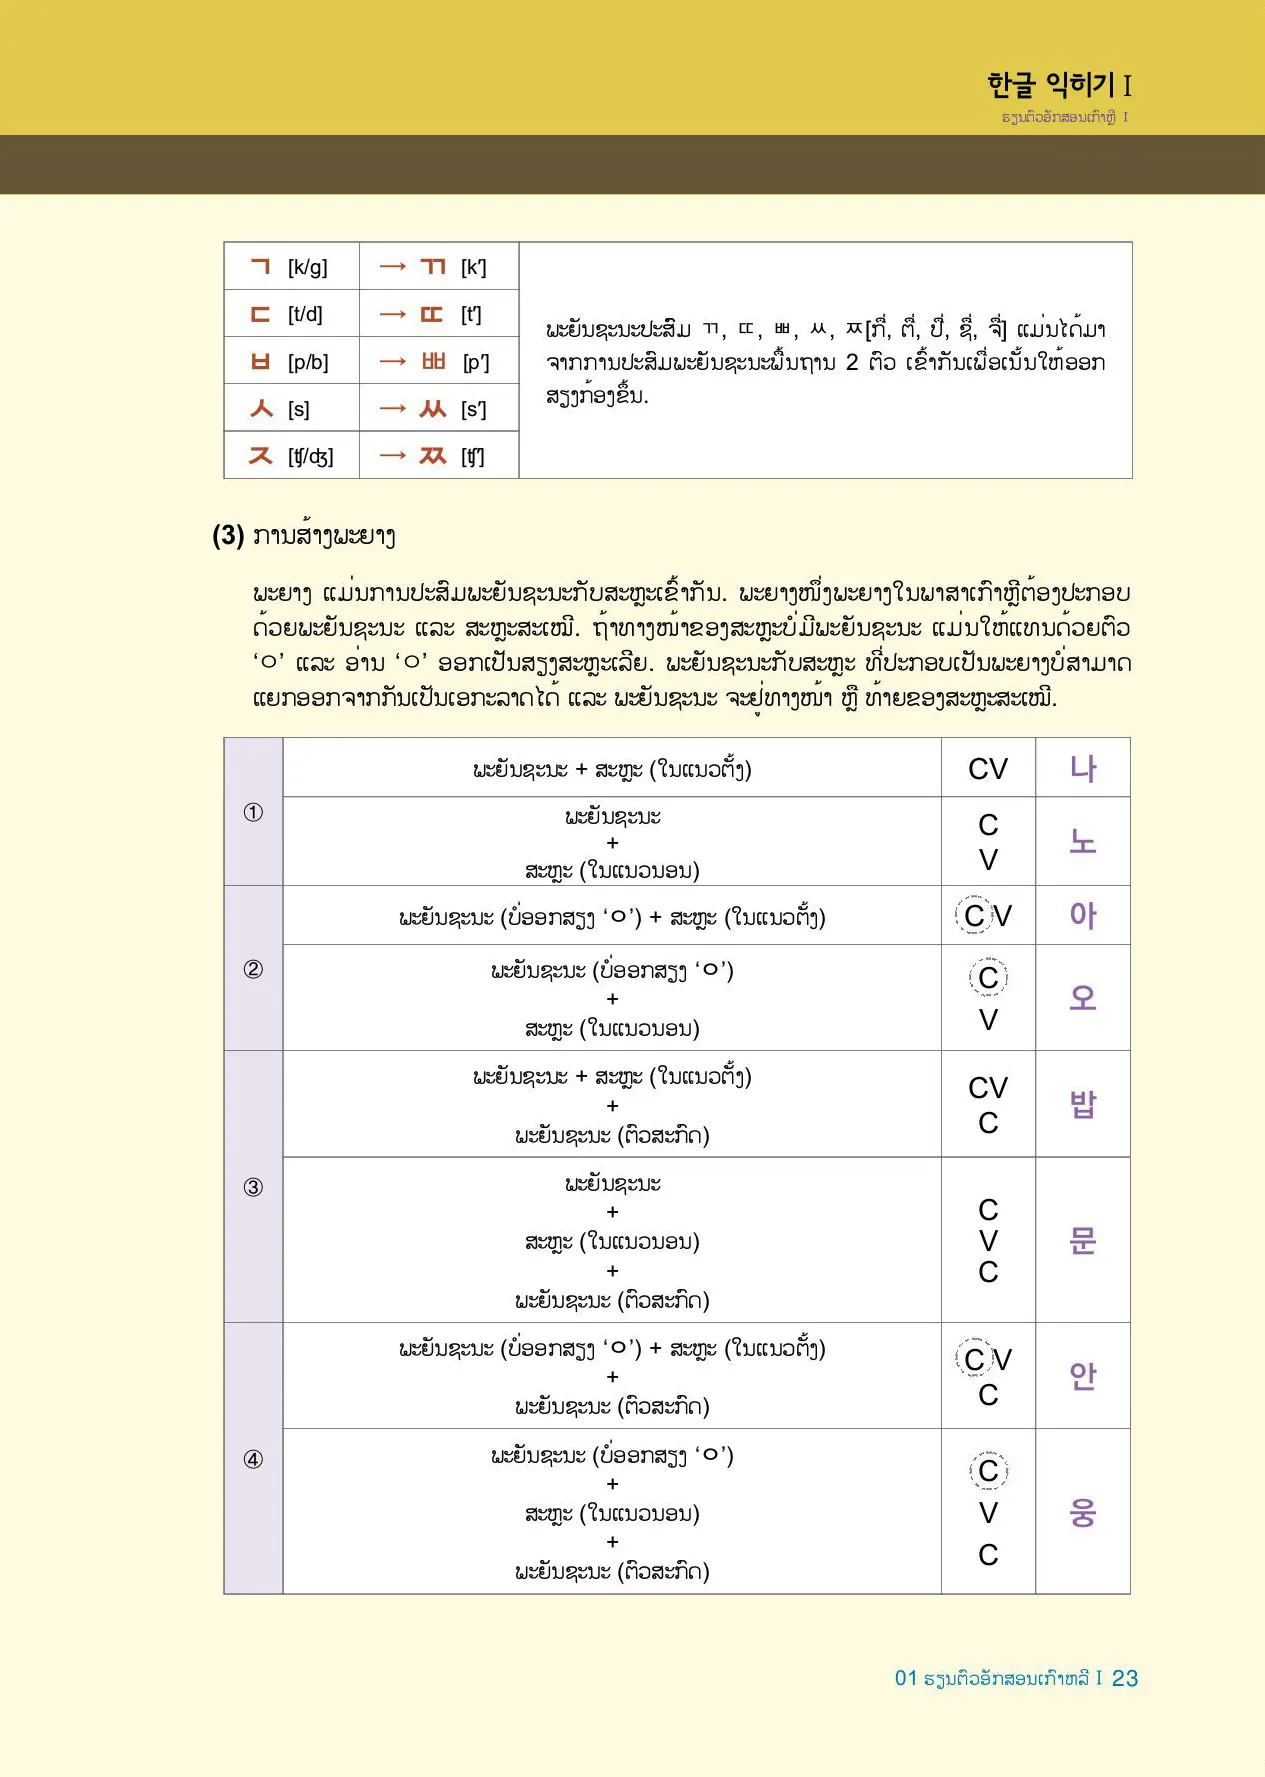 한글 익히기 I
ຮຽນຕົວອັກສອນເກົາຫຼີ I
ㄱ [k/g] → ㄲ [k′]
ㄷ [t/d] → ㄸ [t′]
ㅂ [p/b] → ㅃ [p′]
ㅅ [s] → ㅆ [s′]
ㅈ [ʧ/ʤ] → ㅉ [ʧ′]
ພະຍັນຊະນະປະສົມ ㄲ, ㄸ, ㅃ, ㅆ, ㅉ[ກື່, ຕື່, ປື່, ຊື່, ຈື່] ແມ່ນໄດ້ມາ
ຈາກການປະສົມພະຍັນຊະນະພື້ນຖານ 2 ຕົວ ເຂົ້າກັນເພື່ອເນັ້ນໃຫ້ອອກ
ສຽງກ້ອງຂຶ້ນ.
(3) ການສ້າງພະຍາງ
ພະຍາງ ແມ່ນການປະສົມພະຍັນຊະນະກັບສະຫຼະເຂົ້າກັນ. ພະຍາງໜຶ່ງພະຍາງໃນພາສາເກົາຫຼີຕ້ອງປະກອບ
ດ້ວຍພະຍັນຊະນະ ແລະ ສະຫຼະສະເໝີ. ຖ້າທາງໜ້າຂອງສະຫຼະບໍ່ມີພະຍັນຊະນະ ແມ່ນໃຫ້ແທນດ້ວຍຕົວ
‘ㅇ’ ແລະ ອ່ານ ‘ㅇ’ ອອກເປັນສຽງສະຫຼະເລີຍ. ພະຍັນຊະນະກັບສະຫຼະ ທີ່ປະກອບເປັນພະຍາງບໍ່ສາມາດ
ແຍກອອກຈາກກັນເປັນເອກະລາດໄດ້ ແລະ ພະຍັນຊະນະ ຈະຢູ່ທາງໜ້າ ຫຼື ທ້າຍຂອງສະຫຼະສະເໝີ.
①
ພະຍັນຊະນະ + ສະຫຼະ (ໃນແນວຕັ້ງ) CV 나
ພະຍັນຊະນະ
+
ສະຫຼະ (ໃນແນວນອນ)
C
V
노
②
ພະຍັນຊະນະ (ບໍ່ອອກສຽງ ‘ㅇ’) + ສະຫຼະ (ໃນແນວຕັ້ງ) CV 아
ພະຍັນຊະນະ (ບໍ່ອອກສຽງ ‘ㅇ’)
+
ສະຫຼະ (ໃນແນວນອນ)
C
V
오
③
ພະຍັນຊະນະ + ສະຫຼະ (ໃນແນວຕັ້ງ)
+
ພະຍັນຊະນະ (ຕົວສະກົດ)
CV
C
밥
ພະຍັນຊະນະ
+
ສະຫຼະ (ໃນແນວນອນ)
+
ພະຍັນຊະນະ (ຕົວສະກົດ)
C
V
C
문
④
ພະຍັນຊະນະ (ບໍ່ອອກສຽງ ‘ㅇ’) + ສະຫຼະ (ໃນແນວຕັ້ງ)
+
ພະຍັນຊະນະ (ຕົວສະກົດ)
CV
C
안
ພະຍັນຊະນະ (ບໍ່ອອກສຽງ ‘ㅇ’)
+
ສະຫຼະ (ໃນແນວນອນ)
+
ພະຍັນຊະນະ (ຕົວສະກົດ)
C
V
C
웅
01 ຮຽນຕົວອັກສອນເກົາຫລີ I 23